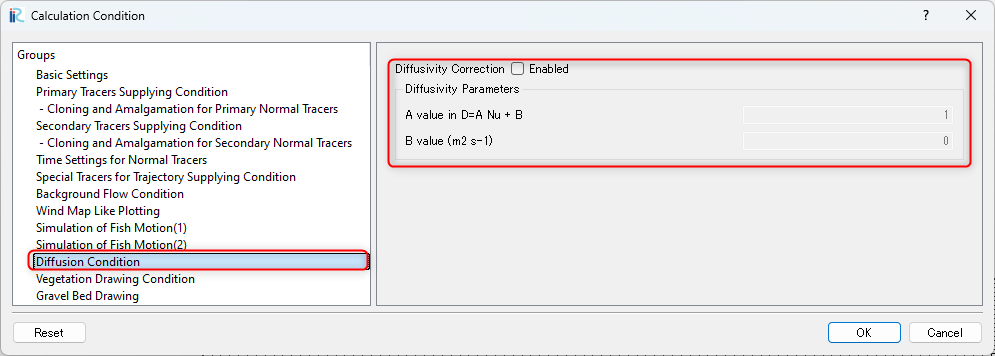 iRIC Calculation Condition
Groups
Basic Settings
Primary Tracers Supplying Condition
- Cloning and Amalgamation for Primary Normal Tracers
Secondary Tracers Supplying Condition
- Cloning and Amalgamation for Secondary Normal Tracers
Time Settings for Normal Tracers
Special Tracers for Trajectory Supplying Condition
Background Flow Condition
Wind Map Like Plotting
Simulation of Fish Motion(1)
Simulation of Fish Motion(2)
Diffusion Condition
Vegetation Drawing Condition
Gravel Bed Drawing
Diffusivity Correction Enabled
Diffusivity Parameters
A value in D=A Nu + B 1
B value (m2 s-1) 0
Reset OK Cancel